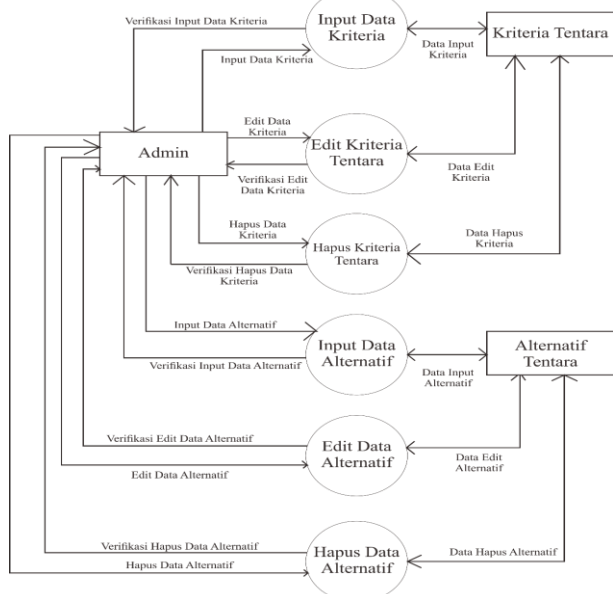 Verifikasi Input Data Kriteria
Input Data
Kriteria
Data Input
Kriteria
Kriteria Tentara
Input Data Kriteria
Admin
Edit Data
Kriteria
Verifikasi Edit
Data Kriteria
Edit Kriteria
Tentara
Data Edit
Kriteria
Hapus Data
Kriteria
Verifikasi Hapus Data
Kriteria
Hapus Kriteria
Tentara
Data Hapus
Kriteria
Input Data Alternatif
Verifikasi Input Data Alternatif
Input Data
Alternatif
Data Input
Alternatif
Alternatif
Tentara
Verifikasi Edit Data Alternatif
Edit Data Alternatif
Edit Data
Alternatif
Data Edit
Alternatif
Verifikasi Hapus Data Alternatif
Hapus Data Alternatif
Hapus Data
Alternatif
Data Hapus Alternatif